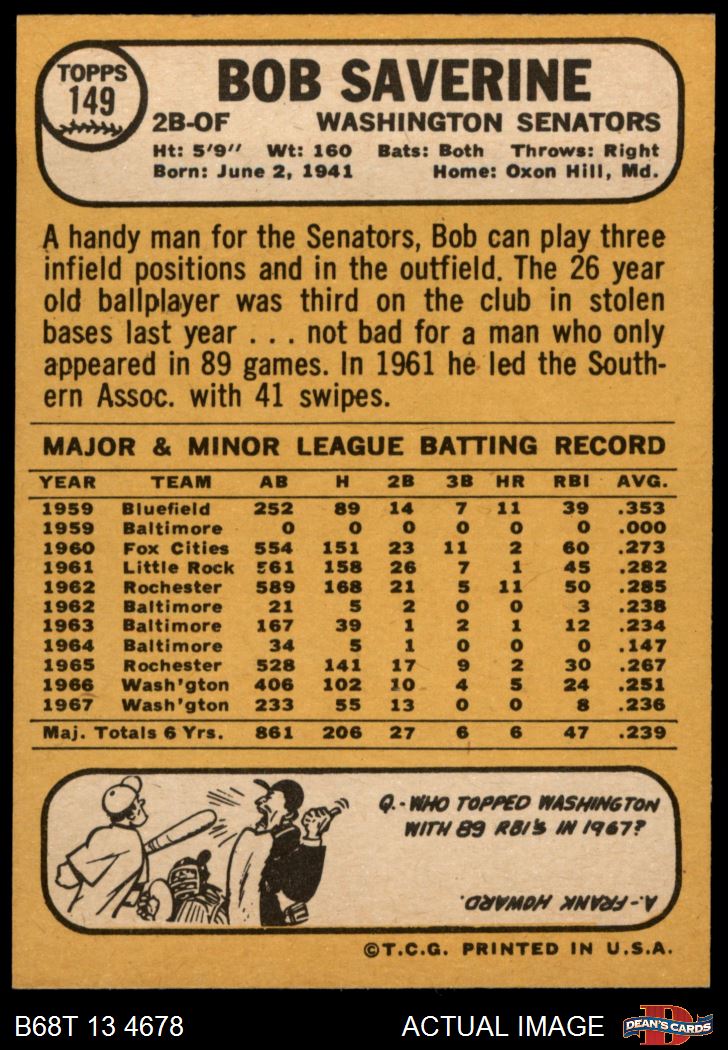 TOPPS
149
BOB SAVERINE
2B-OF WASHINGTON SENATORS
Ht: 5'9" Wt: 160 Bats: Both Throws: Right
Born: June 2, 1941 Home: Oxon Hill, Md.
A handy man for the Senators, Bob can play three
infield positions and in the outfield. The 26 year
old ballplayer was third on the club in stolen
bases last year . . . not bad for a man who only
appeared in 89 games. In 1961 he led the South-
ern Assoc. with 41 swipes.
MAJOR & MINOR LEAGUE BATTING RECORD
YEAR TEAM AB H 2B 3B HR RBI AVG.
1959 Bluefield 252 89 14 7 11 39 .353
1959 Baltimore 0 0 0 0 0 0 .000
1960 Fox Cities 554 151 23 11 2 60 .273
1961 Little Rock 561 158 26 7 1 45 .282
1962 Rochester 589 168 21 5 11 50 .285
1962 Baltimore 21 5 2 0 0 3 .238
1963 Baltimore 167 39 1 2 1 12 .234
1964 Baltimore 34 5 1 0 0 0 .147
1965 Rochester 528 141 17 9 2 30 .267
1966 Wash'gton 406 102 10 4 5 24 .251
1967 Wash'gton 233 55 13 0 0 8 .236
Maj. Totals 6 Yrs. 861 206 27 6 6 47 .239
Q.-WHO TOPPED WASHINGTON
WITH 89 RBI'S IN 1967?
A.-FRANK HOWARD.
©T.C.G. PRINTED IN U.S.A.
B68T 13 4678 ACTUAL IMAGE
D
DEAN'S CARDS